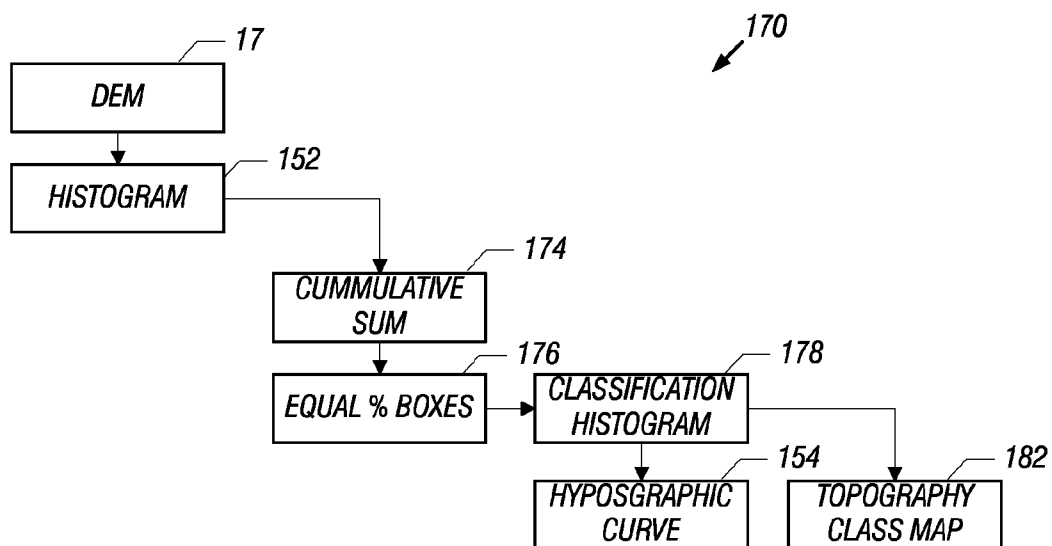 17
170
DEM
152
HISTOGRAM
174
CUMMULATIVE
SUM
176
178
EQUAL % BOXES
CLASSIFICATION
HISTOGRAM
154
182
HYPOSGRAPHIC
CURVE
TOPOGRAPHY
CLASS MAP